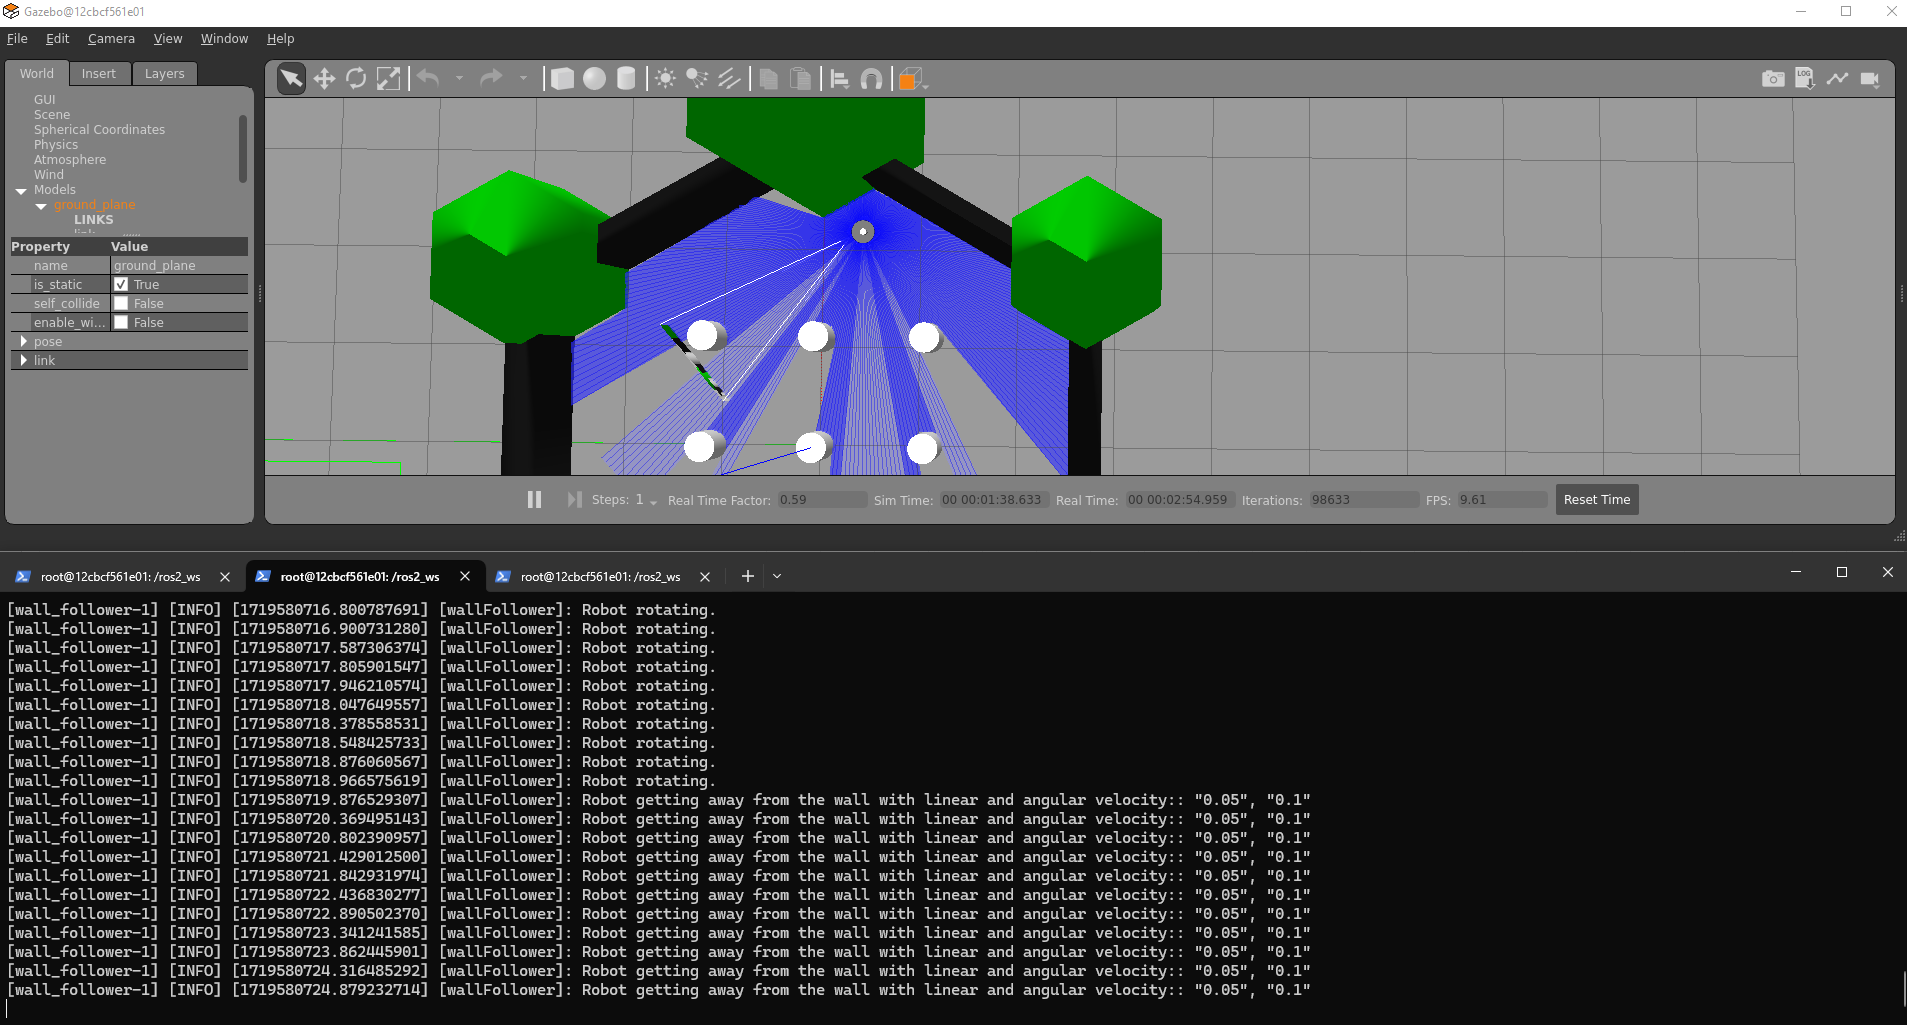 Gazebo@12cbcf561e01
File Edit Camera View Window Help
World Insert Layers
GUI
Scene
Spherical Coordinates
Physics
Atmosphere
Wind
Models
ground_plane
LINKS
Property Value
name ground_plane
is_static True
self_collide False
enable_wi... False
pose
link
LOG
Steps: 1 Real Time Factor: 0.59 Sim Time: 00 00:01:38.633 Real Time: 00 00:02:54.959 Iterations: 98633 FPS: 9.61 Reset Time
root@12cbcf561e01: /ros2_ws root@12cbcf561e01: /ros2_ws root@12cbcf561e01: /ros2_ws
[wall_follower-1] [INFO] [1719580716.800787691] [wallFollower]: Robot rotating.
[wall_follower-1] [INFO] [1719580716.900731280] [wallFollower]: Robot rotating.
[wall_follower-1] [INFO] [1719580717.587306374] [wallFollower]: Robot rotating.
[wall_follower-1] [INFO] [1719580717.805901547] [wallFollower]: Robot rotating.
[wall_follower-1] [INFO] [1719580717.946210574] [wallFollower]: Robot rotating.
[wall_follower-1] [INFO] [1719580718.047649557] [wallFollower]: Robot rotating.
[wall_follower-1] [INFO] [1719580718.378558531] [wallFollower]: Robot rotating.
[wall_follower-1] [INFO] [1719580718.548425733] [wallFollower]: Robot rotating.
[wall_follower-1] [INFO] [1719580718.876060567] [wallFollower]: Robot rotating.
[wall_follower-1] [INFO] [1719580718.966575619] [wallFollower]: Robot rotating.
[wall_follower-1] [INFO] [1719580719.876529307] [wallFollower]: Robot getting away from the wall with linear and angular velocity:: "0.05", "0.1"
[wall_follower-1] [INFO] [1719580720.369495143] [wallFollower]: Robot getting away from the wall with linear and angular velocity:: "0.05", "0.1"
[wall_follower-1] [INFO] [1719580720.802390957] [wallFollower]: Robot getting away from the wall with linear and angular velocity:: "0.05", "0.1"
[wall_follower-1] [INFO] [1719580721.429012500] [wallFollower]: Robot getting away from the wall with linear and angular velocity:: "0.05", "0.1"
[wall_follower-1] [INFO] [1719580721.842931974] [wallFollower]: Robot getting away from the wall with linear and angular velocity:: "0.05", "0.1"
[wall_follower-1] [INFO] [1719580722.436830277] [wallFollower]: Robot getting away from the wall with linear and angular velocity:: "0.05", "0.1"
[wall_follower-1] [INFO] [1719580722.890502370] [wallFollower]: Robot getting away from the wall with linear and angular velocity:: "0.05", "0.1"
[wall_follower-1] [INFO] [1719580723.341241585] [wallFollower]: Robot getting away from the wall with linear and angular velocity:: "0.05", "0.1"
[wall_follower-1] [INFO] [1719580723.862445901] [wallFollower]: Robot getting away from the wall with linear and angular velocity:: "0.05", "0.1"
[wall_follower-1] [INFO] [1719580724.316485292] [wallFollower]: Robot getting away from the wall with linear and angular velocity:: "0.05", "0.1"
[wall_follower-1] [INFO] [1719580724.879232714] [wallFollower]: Robot getting away from the wall with linear and angular velocity:: "0.05", "0.1"